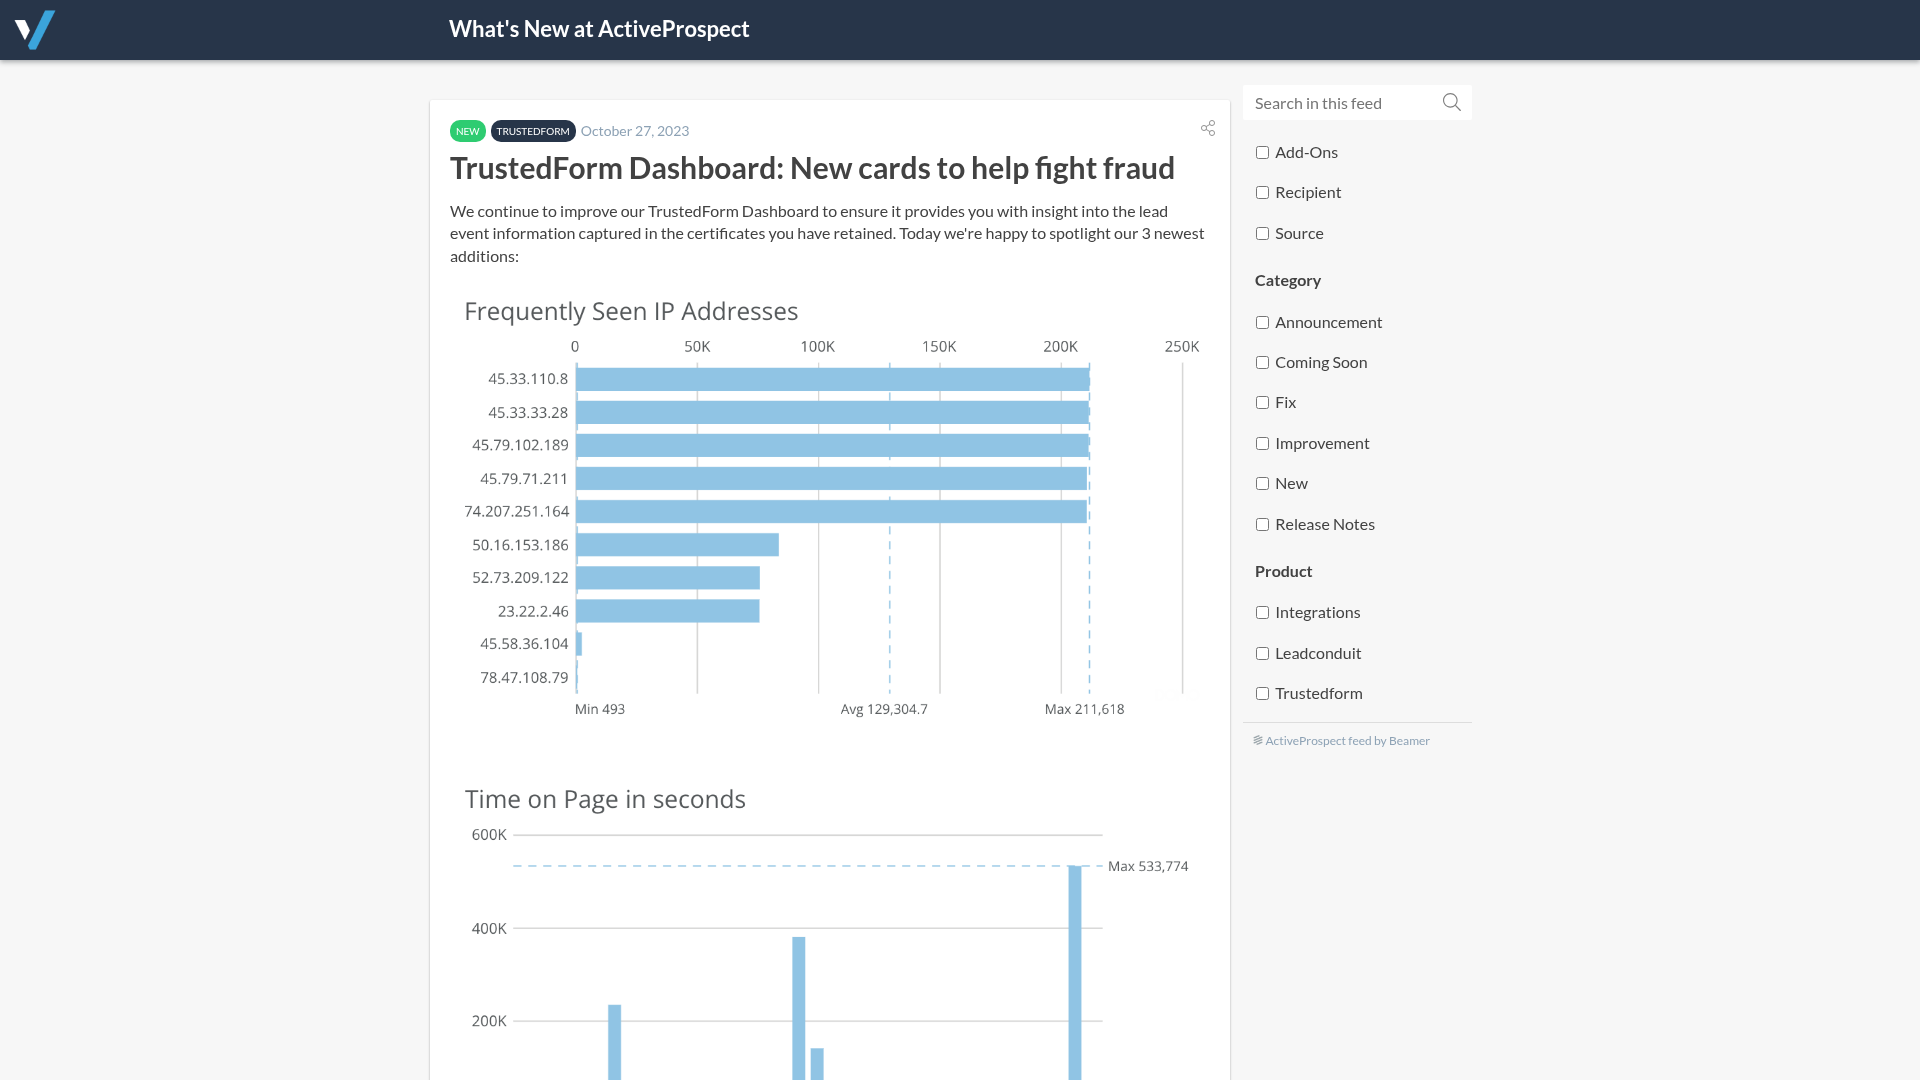 What's New at ActiveProspect
NEW TRUSTEDFORM October 27, 2023
TrustedForm Dashboard: New cards to help fight fraud
We continue to improve our TrustedForm Dashboard to ensure it provides you with insight into the lead
event information captured in the certificates you have retained. Today we're happy to spotlight our 3 newest
additions:
Frequently Seen IP Addresses
0 50K 100K 150K 200K 250K
45.33.110.8
45.33.33.28
45.79.102.189
45.79.71.211
74.207.251.164
50.16.153.186
52.73.209.122
23.22.2.46
45.58.36.104
78.47.108.79
Min 493 Avg 129,304.7 Max 211,618
Time on Page in seconds
600K
Max 533,774
400K
200K
Search in this feed
Add-Ons
Recipient
Source
Category
Announcement
Coming Soon
Fix
Improvement
New
Release Notes
Product
Integrations
Leadconduit
Trustedform
ActiveProspect feed by Beamer